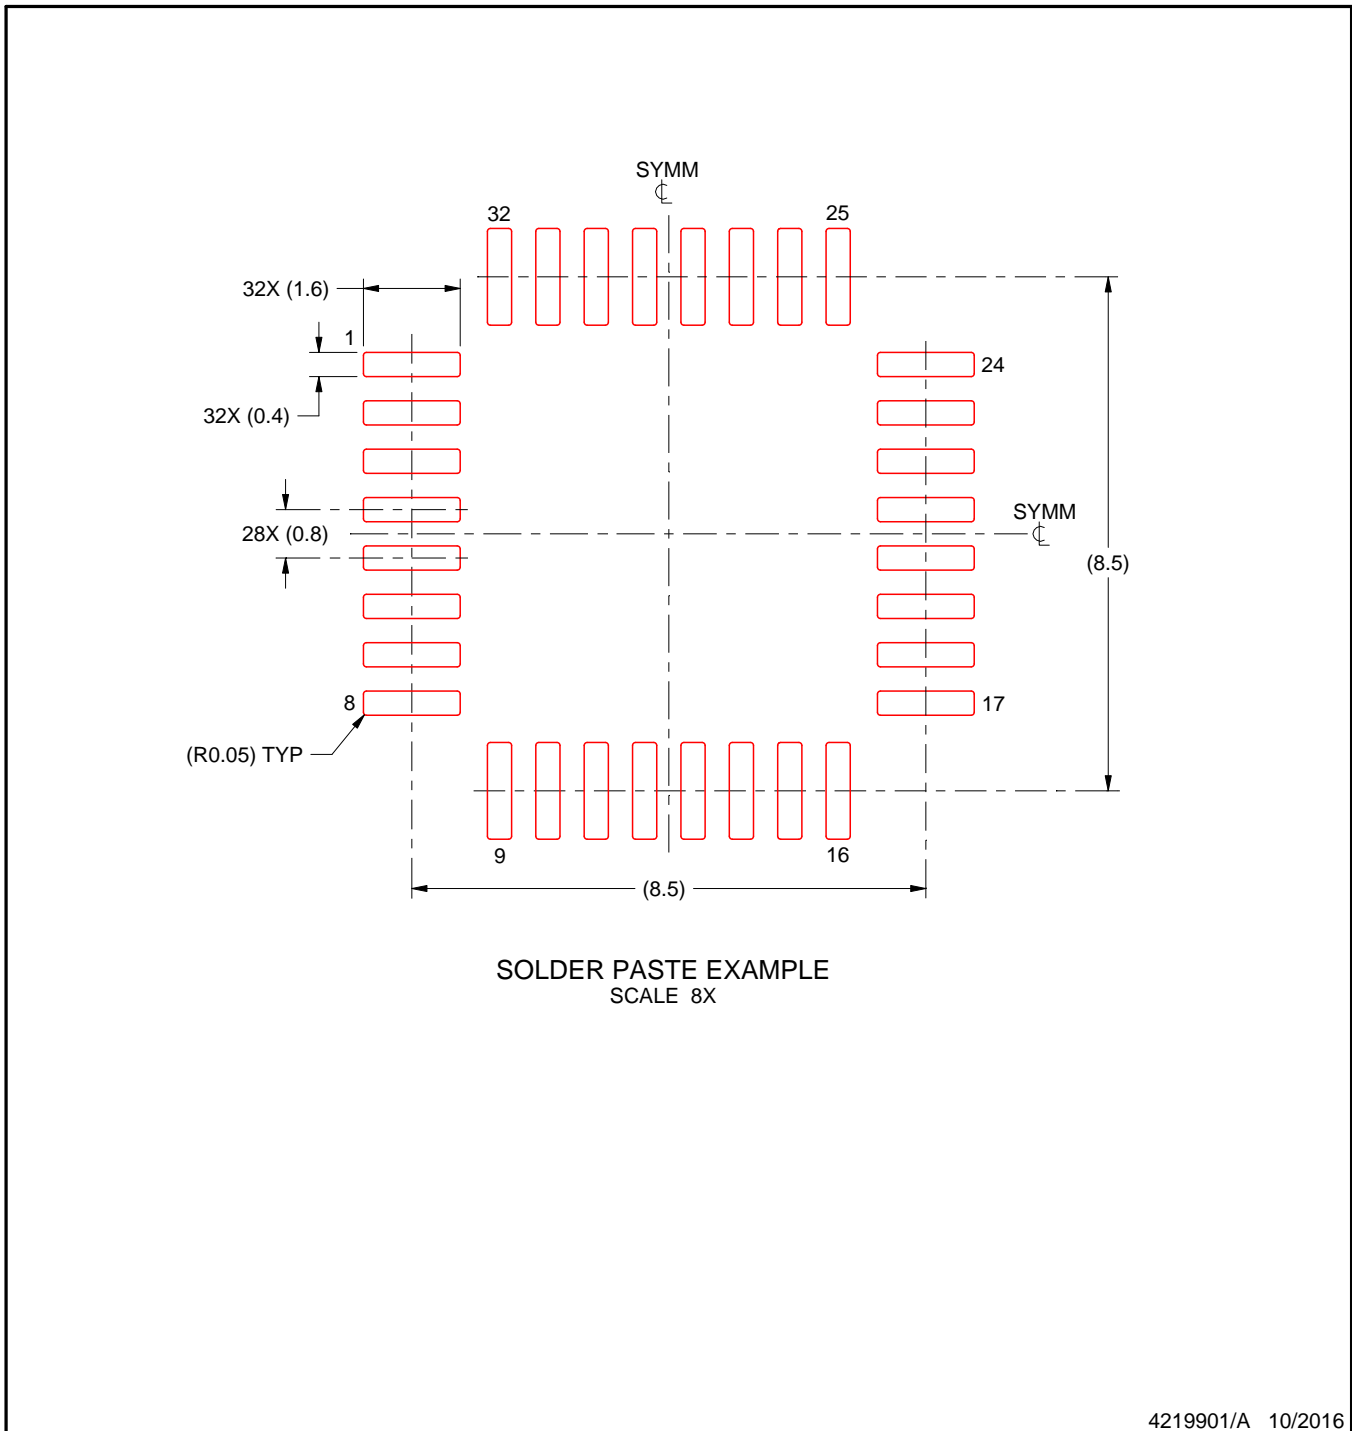 SYMM
32
25
32X (1.6)
1
24
32X (0.4)
SYMM
28X (0.8)
(8.5)
8
17
(R0.05) TYP
9
16
(8.5)
SOLDER PASTE EXAMPLE
SCALE 8X
4219901/A 10/2016